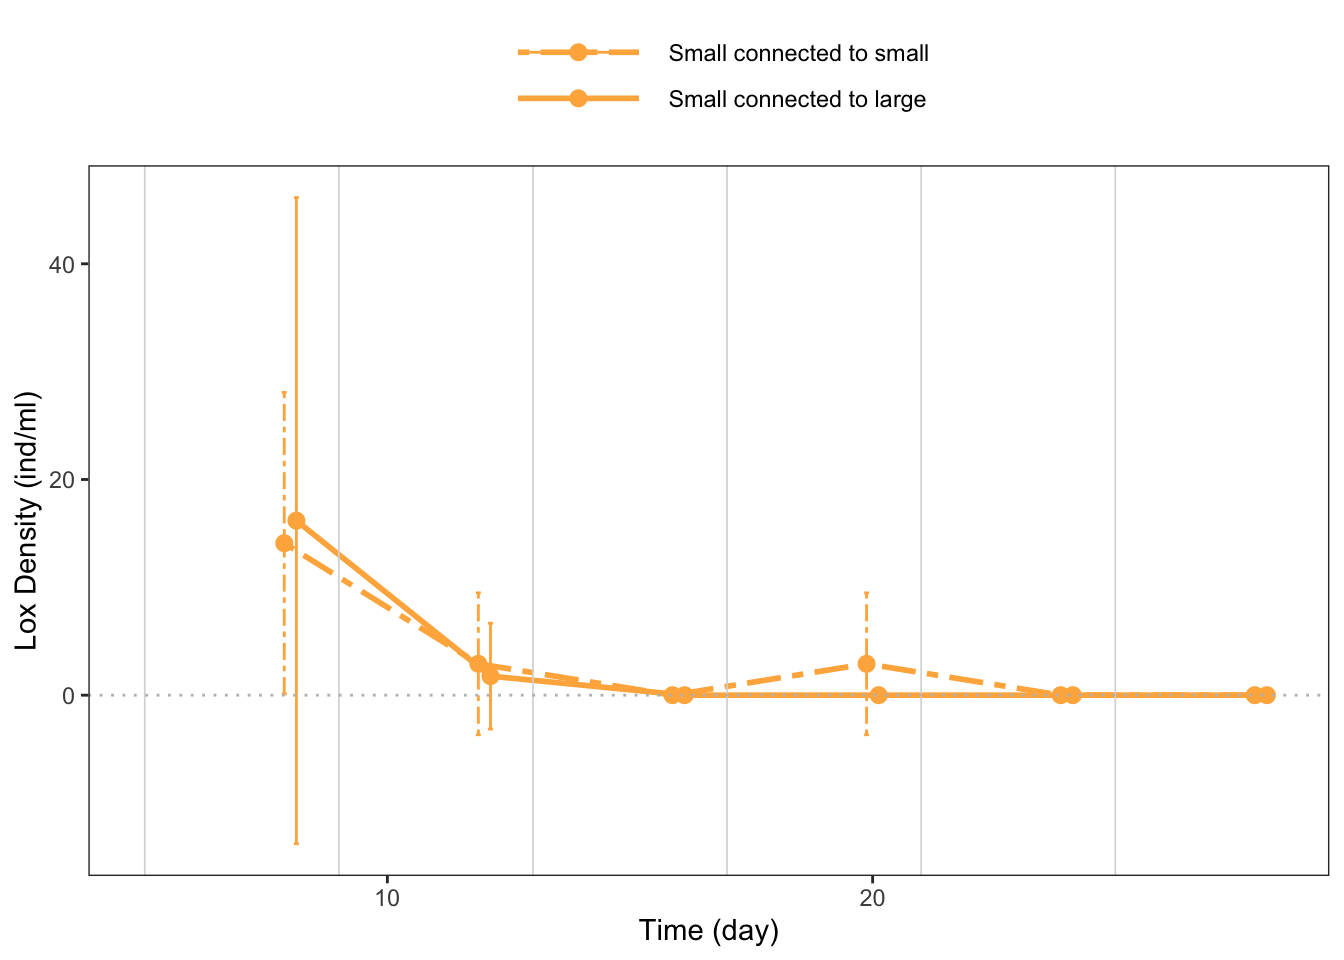 Small connected to small
Small connected to large
Lox Density (ind/ml)
40
20
0
10 20
Time (day)